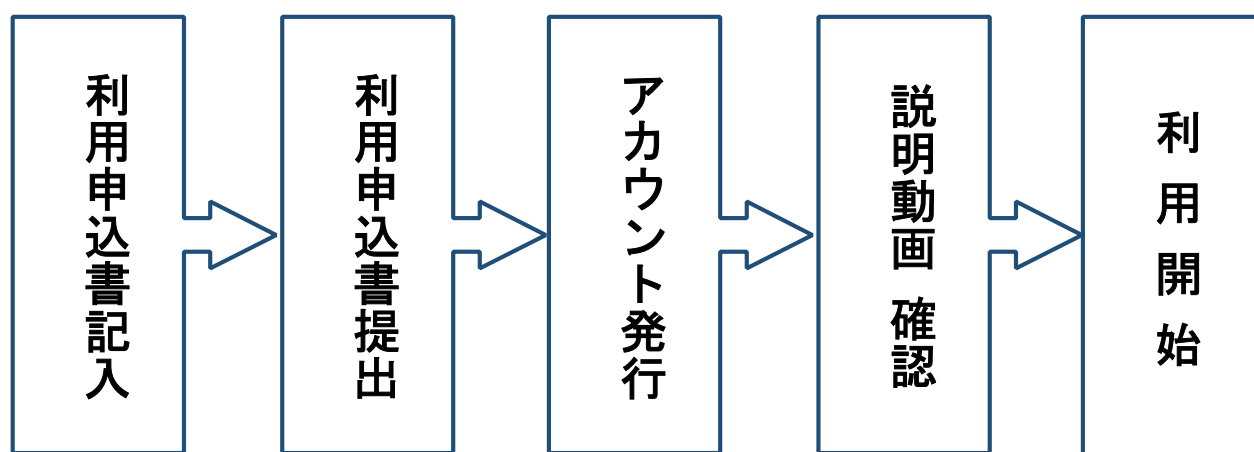 利用申込書記入
利用申込書提出
アカウント発行
説明動画 確認
利用開始